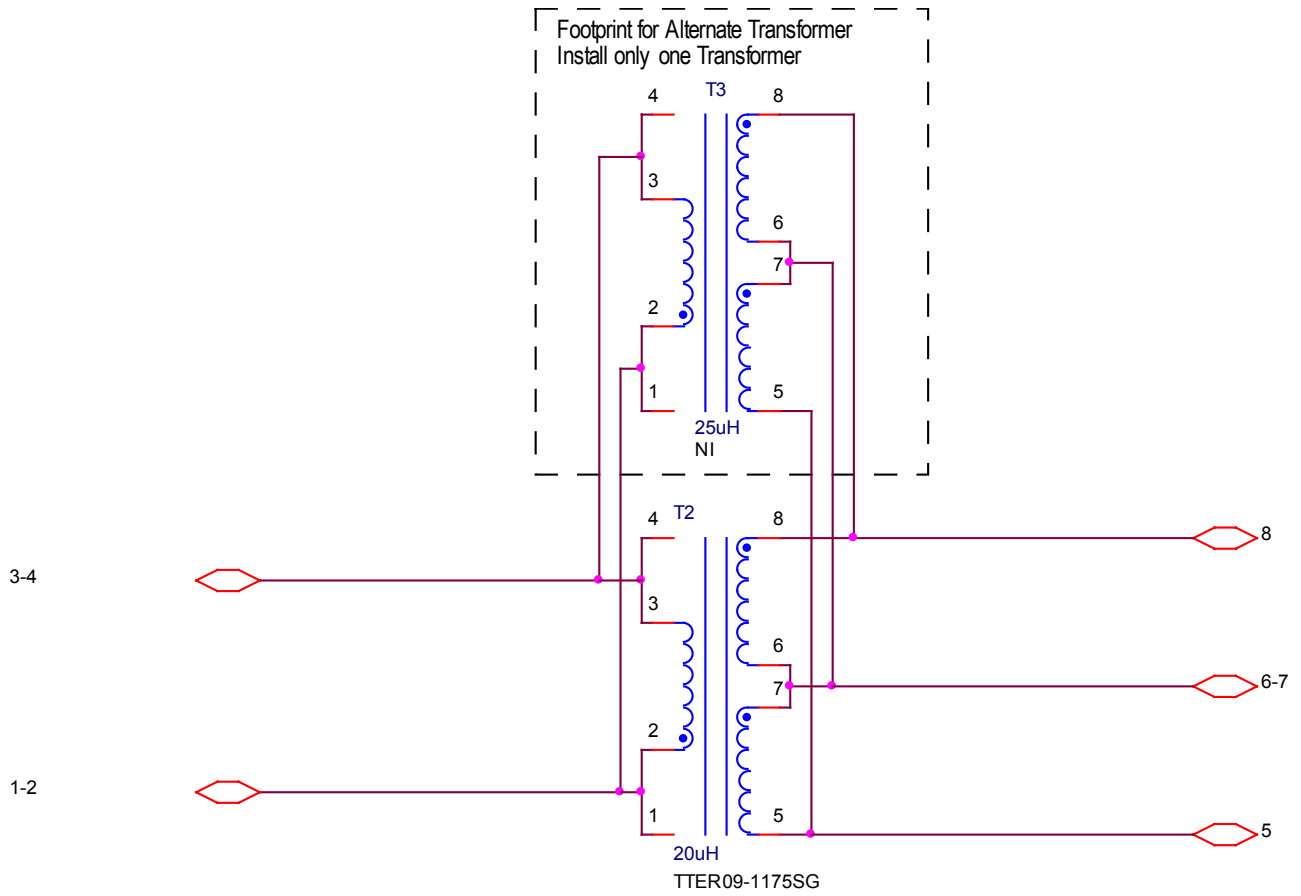 Footprint for Alternate Transformer
Install only one Transformer
T3
4
8
3
6
7
2
1
5
25uH
NI
T2
4
8
8
3-4
3
6
6-7
7
2
1-2
1
5
5
20uH
TTER09-1175SG